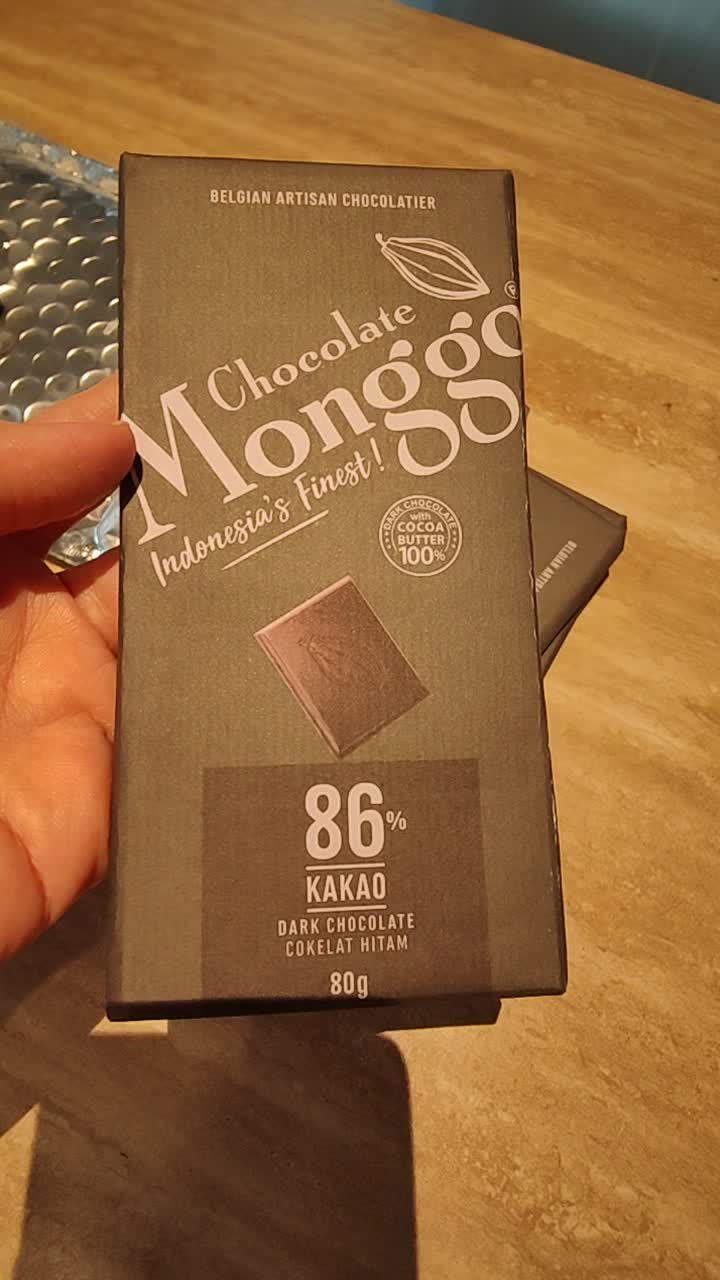 BELGIAN ARTISAN CHOCOLATIER
Chocolate
Monggo
®
Indonesia's Finest!
DARK CHOCOLATE
with
COCOA
BUTTER
100%
86%
KAKAO
DARK CHOCOLATE
COKELAT HITAM
80g
BELGIAN